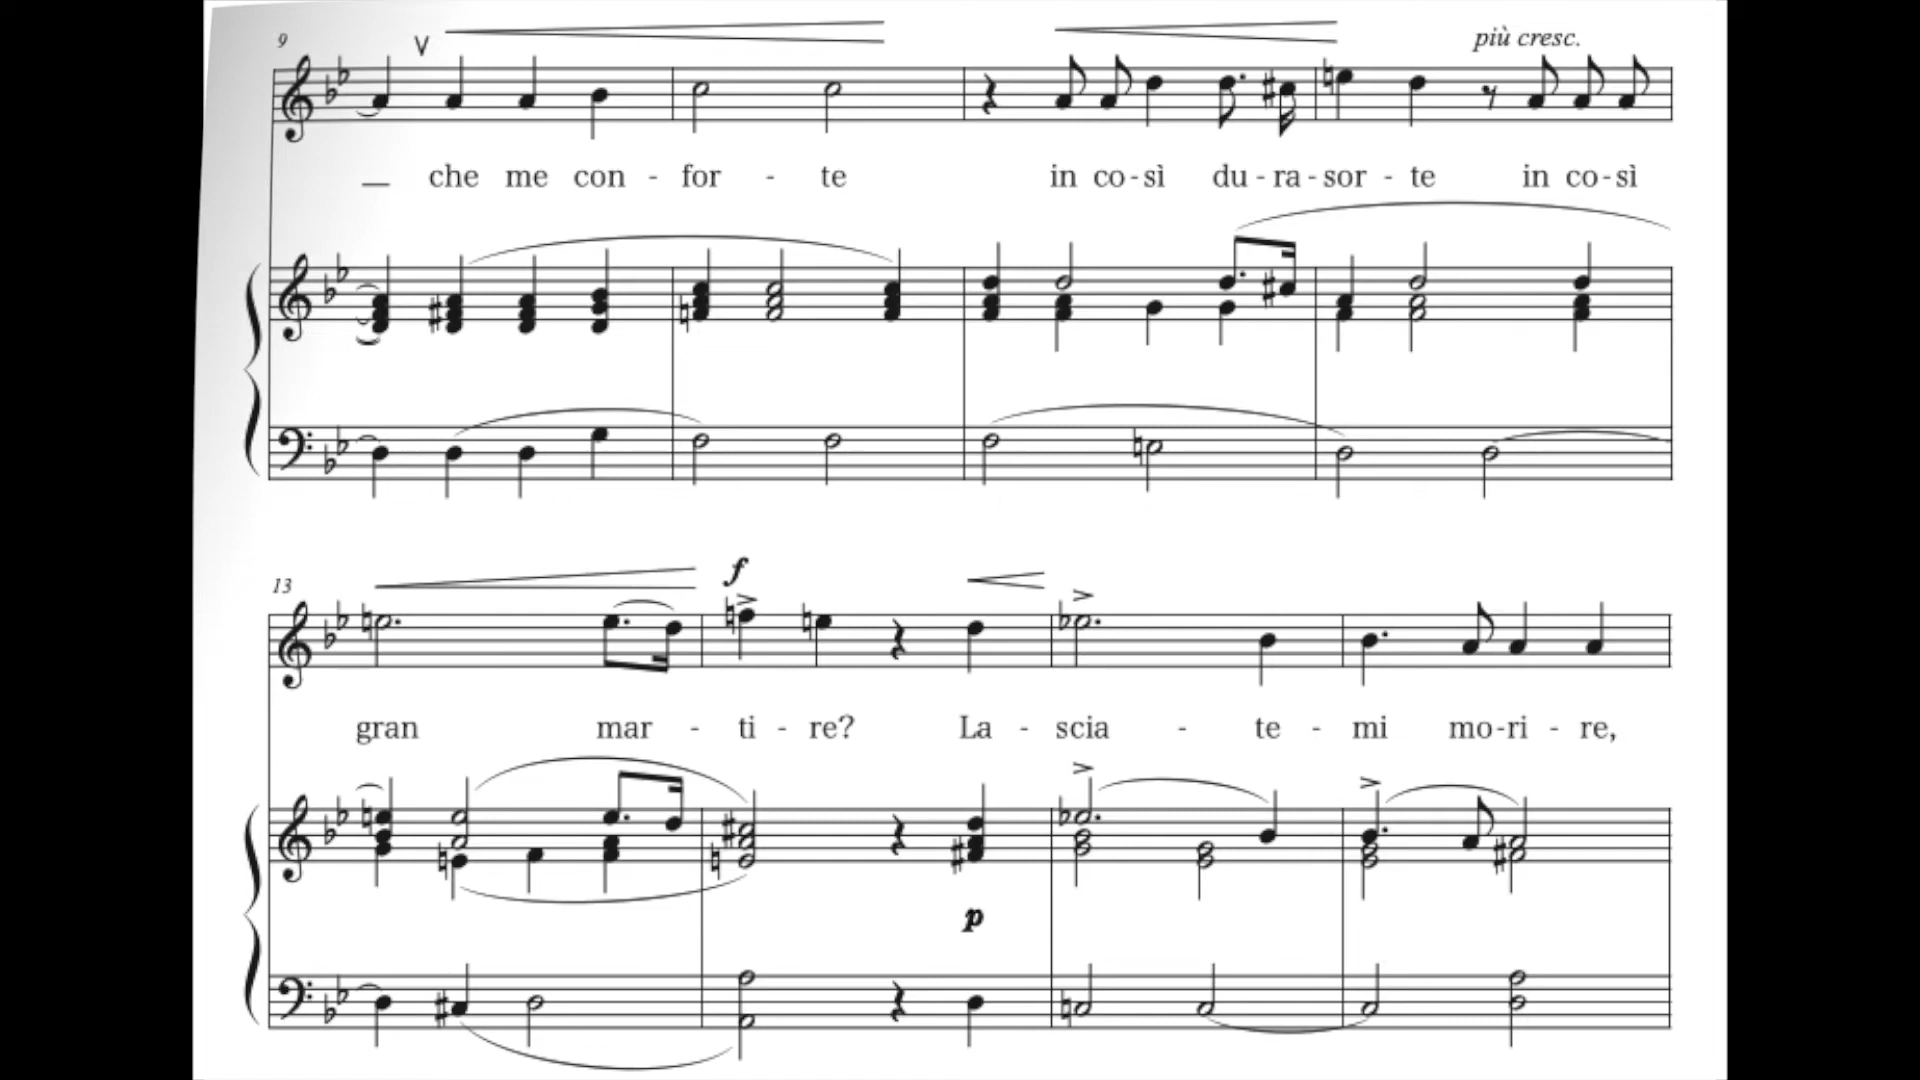 9
più cresc.
che me con - for - te in co - sì du - ra - sor - te in co - sì
13
f
gran mar - ti - re? La - scia - te - mi mo - ri - re,
p